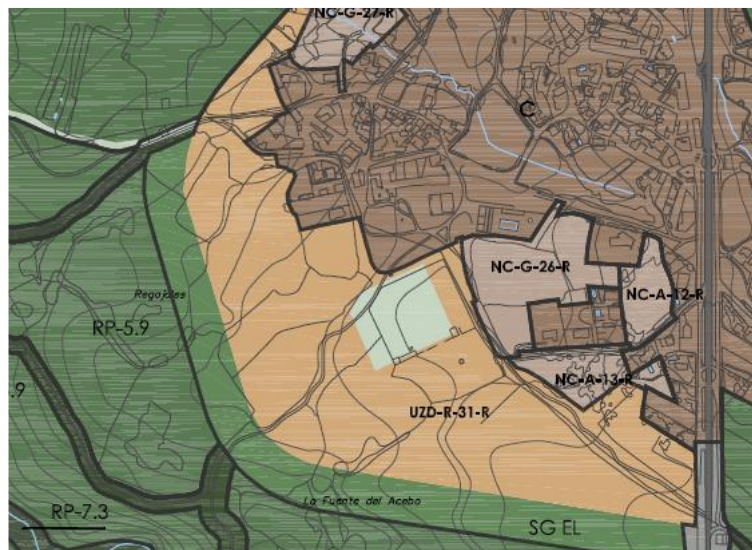 NC-G-27-R
C
NC-G-26-R
NC-A-12-R
Regajales
RP-5.9
.9
NC-A-13-R
UZD-R-31-R
La Fuente del Acebo
RP-7.3
SG EL